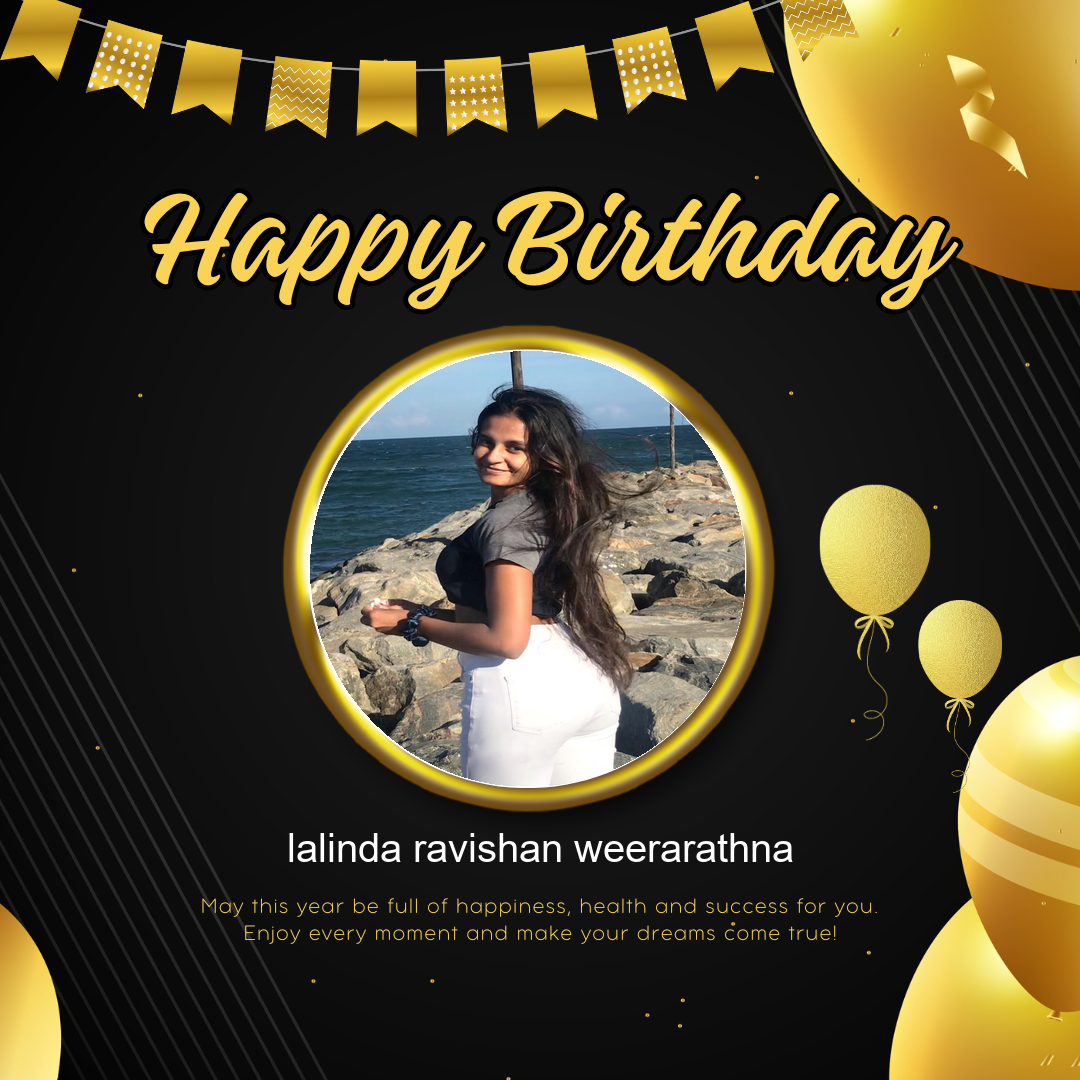 Happy Birthday
lalinda ravishan weerarathna
May this year be full of happiness, health and success for you.
Enjoy every moment and make your dreams come true!